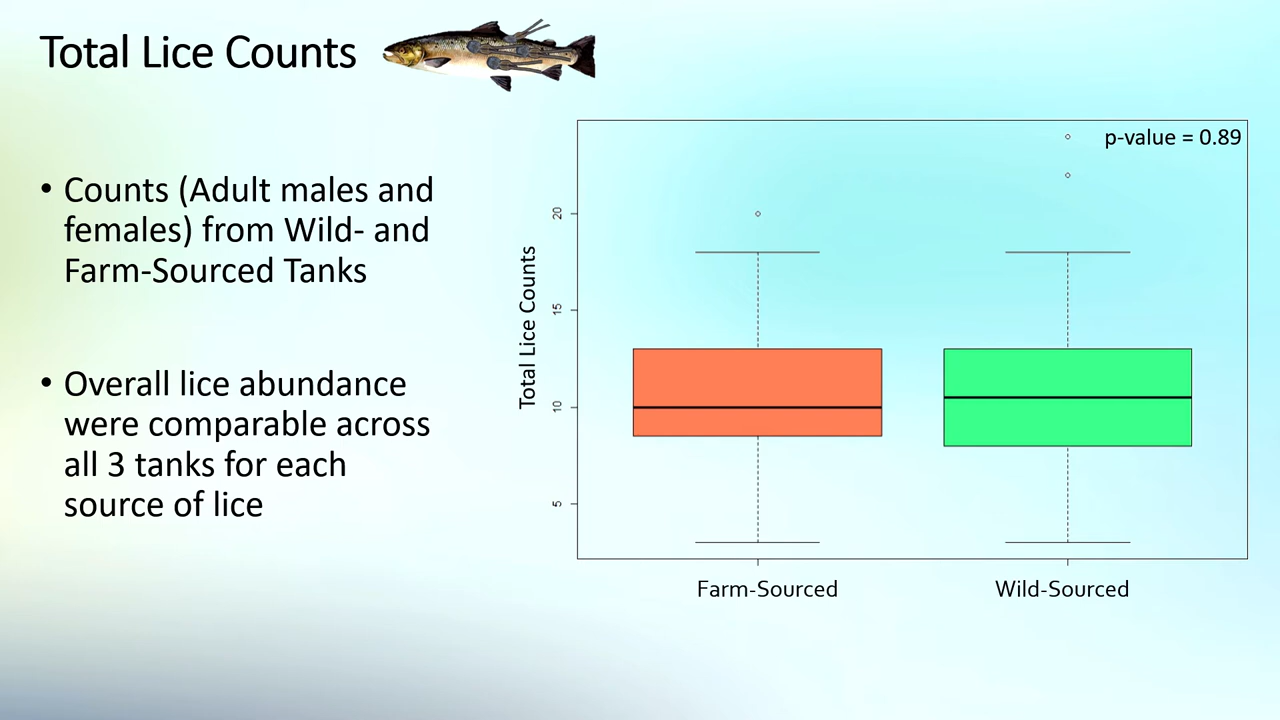 Total Lice Counts
• Counts (Adult males and
females) from Wild- and
Farm-Sourced Tanks
• Overall lice abundance
were comparable across
all 3 tanks for each
source of lice
p-value = 0.89
Total Lice Counts
20
15
10
5
Farm-Sourced
Wild-Sourced